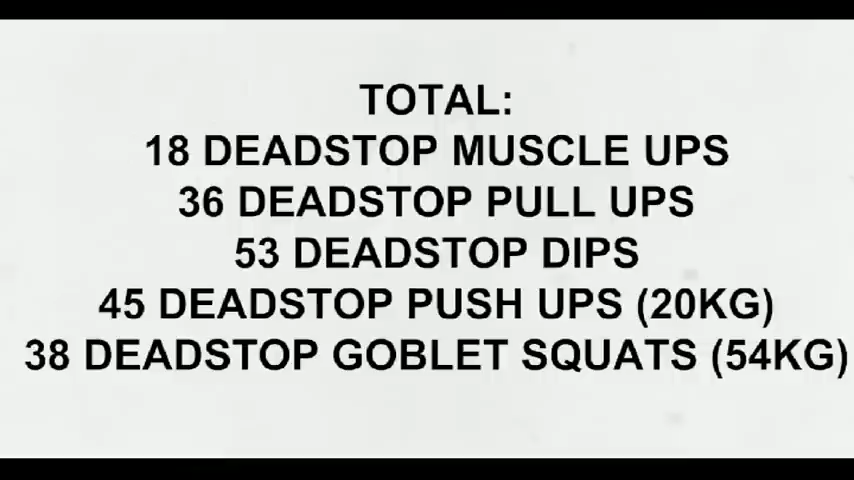 TOTAL:
18 DEADSTOP MUSCLE UPS
36 DEADSTOP PULL UPS
53 DEADSTOP DIPS
45 DEADSTOP PUSH UPS (20KG)
38 DEADSTOP GOBLET SQUATS (54KG)